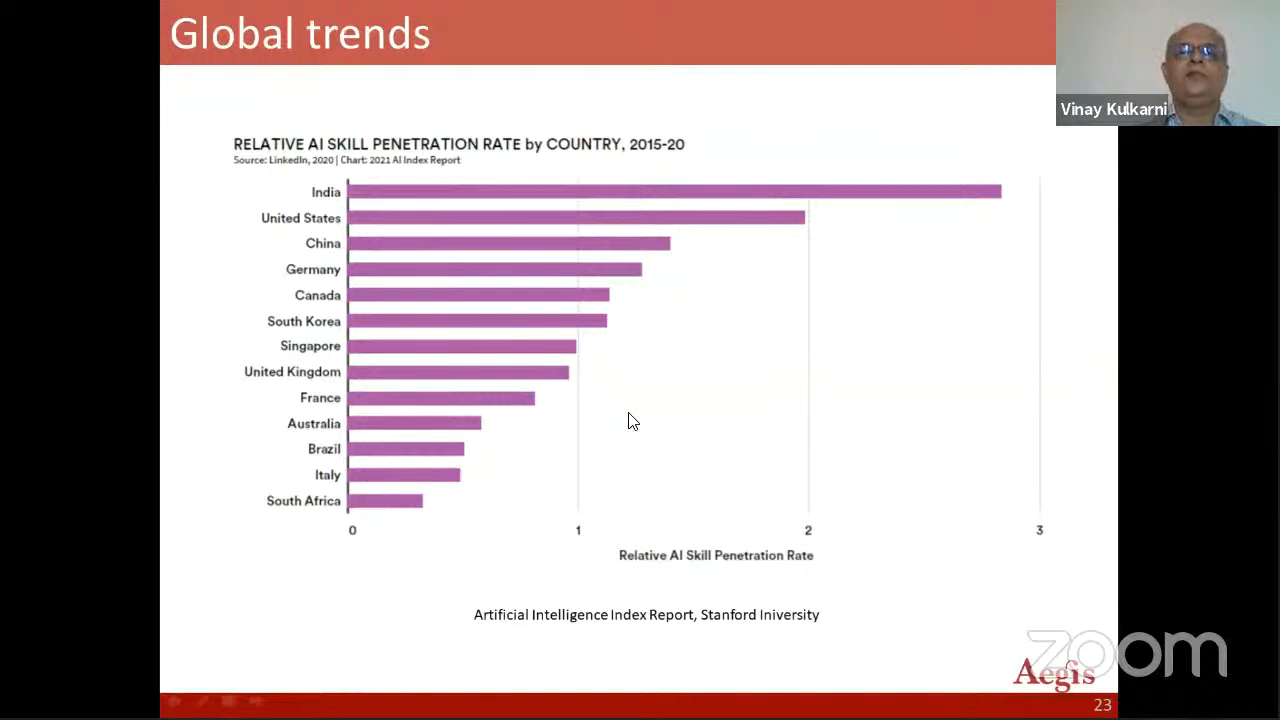 Global trends
Vinay Kulkarni
RELATIVE AI SKILL PENETRATION RATE by COUNTRY, 2015-20
Source: LinkedIn, 2020 | Chart: 2021 AI Index Report
India
United States
China
Germany
Canada
South Korea
Singapore
United Kingdom
France
Australia
Brazil
Italy
South Africa
0 1 2 3
Relative AI Skill Penetration Rate
Artificial Intelligence Index Report, Stanford Iniversity
zoom
Aegis
23